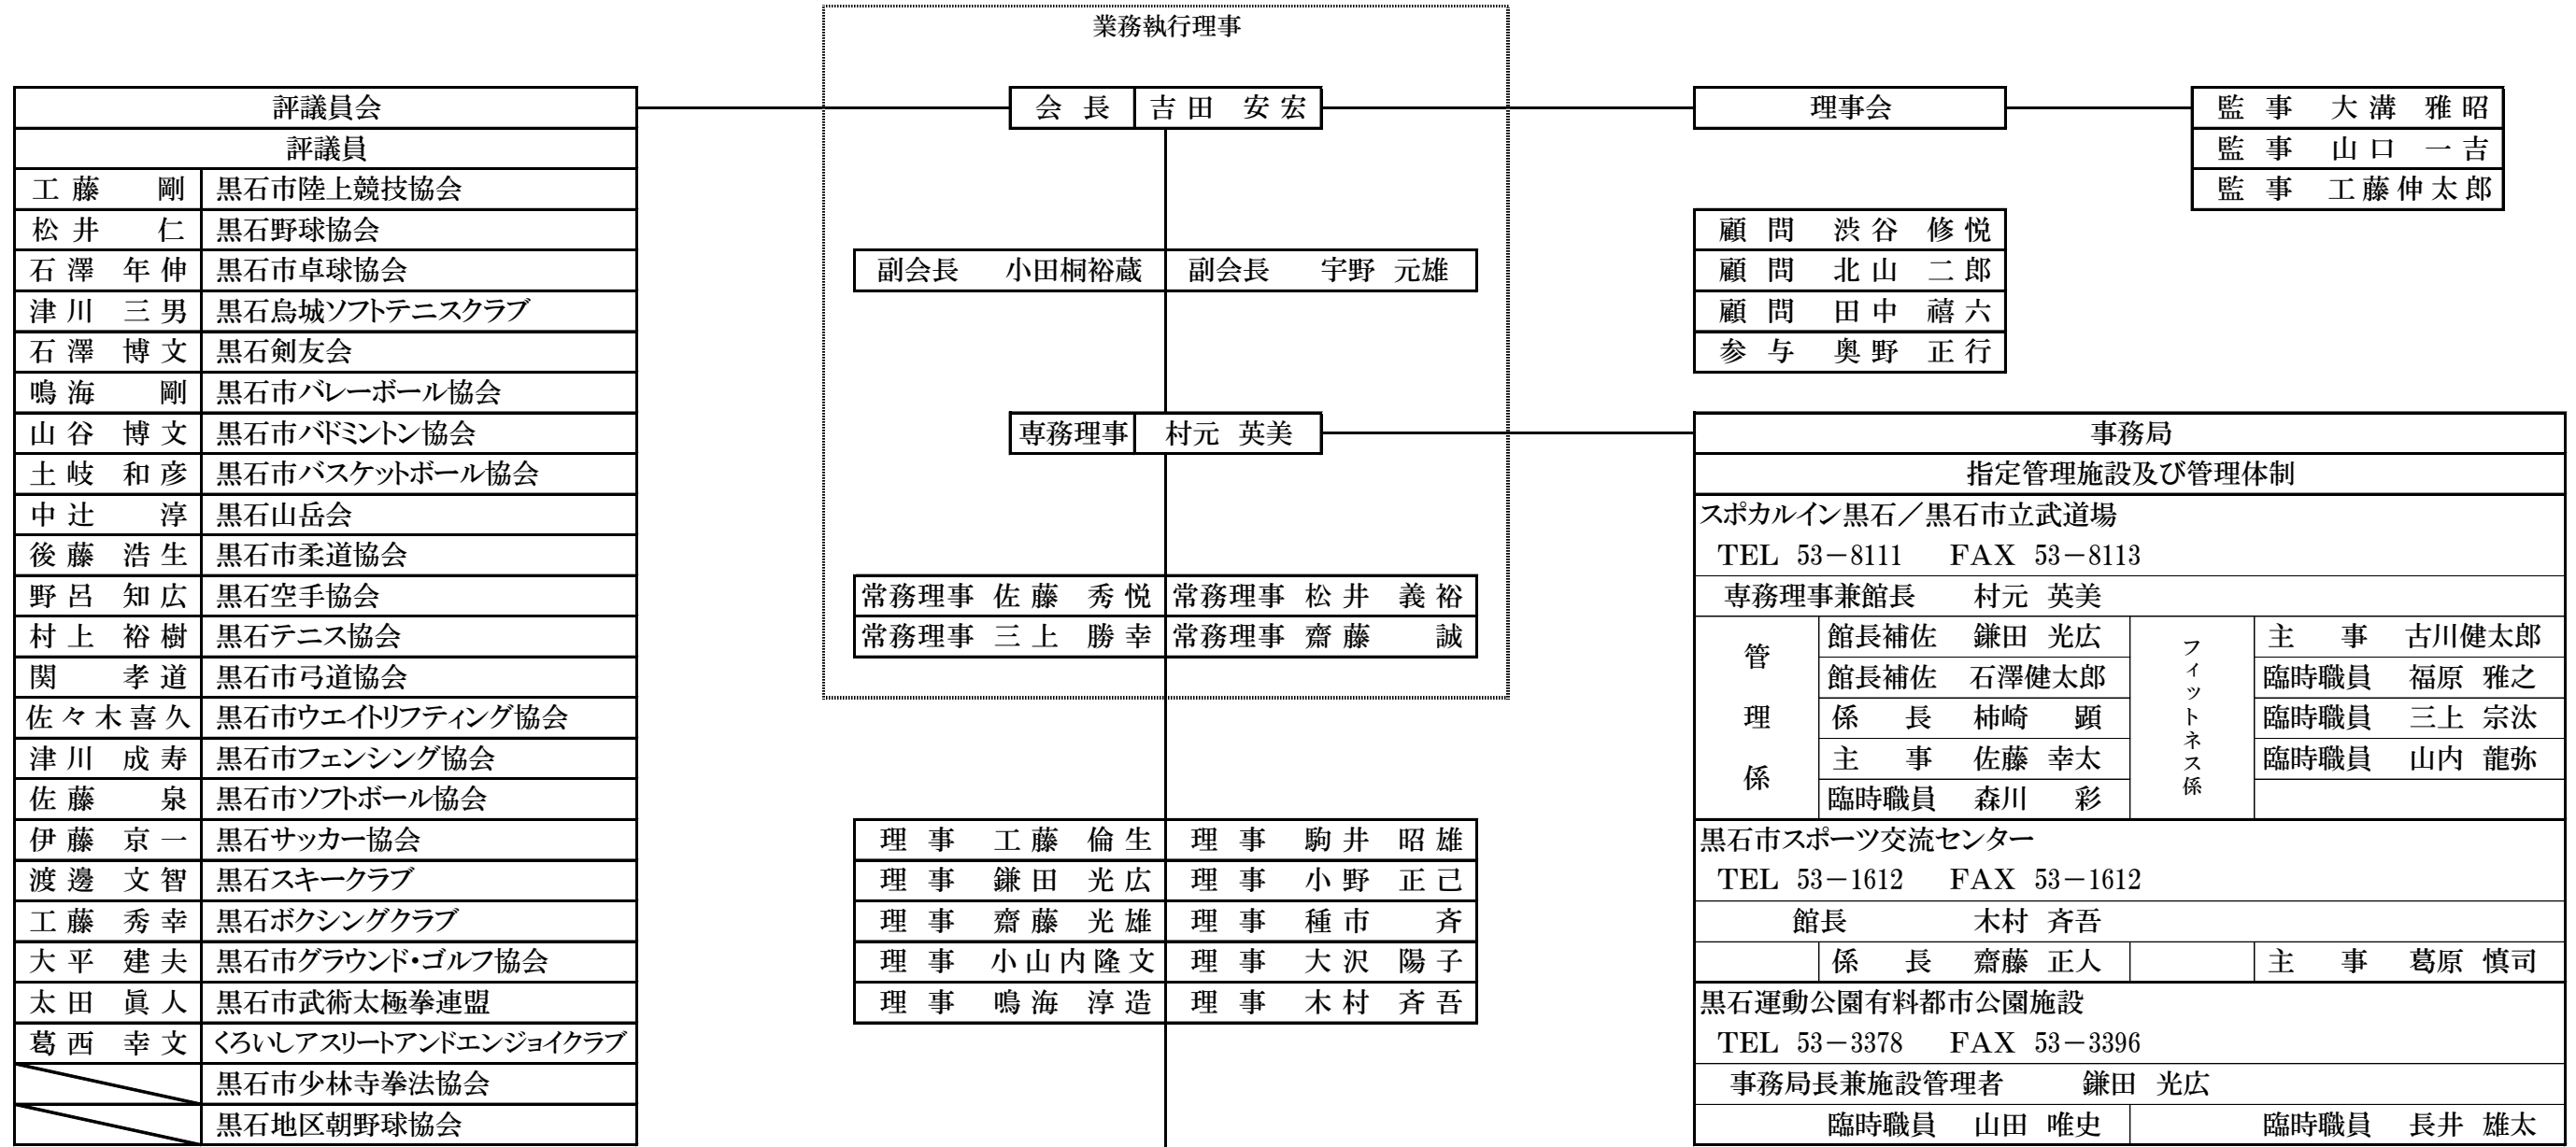 業務執行理事
評議員会
評議員
工藤 剛 黒石市陸上競技協会
松井 仁 黒石野球協会
石澤 年伸 黒石市卓球協会
津川 三男 黒石烏城ソフトテニスクラブ
石澤 博文 黒石剣友会
鳴海 剛 黒石市バレーボール協会
山谷 博文 黒石市バドミントン協会
土岐 和彦 黒石市バスケットボール協会
中辻 淳 黒石山岳会
後藤 浩生 黒石市柔道協会
野呂 知広 黒石空手協会
村上 裕樹 黒石テニス協会
関 孝道 黒石市弓道協会
佐々木喜久 黒石市ウエイトリフティング協会
津川 成寿 黒石市フェンシング協会
佐藤 泉 黒石市ソフトボール協会
伊藤 京一 黒石サッカー協会
渡邊 文智 黒石スキークラブ
工藤 秀幸 黒石ボクシングクラブ
大平 建夫 黒石市グラウンド・ゴルフ協会
太田 眞人 黒石市武術太極拳連盟
葛西 幸文 くろいしアスリートアンドエンジョイクラブ
黒石市少林寺拳法協会
黒石地区朝野球協会
会長 吉田 安宏
副会長 小田桐裕蔵 副会長 宇野 元雄
専務理事 村元 英美
常務理事 佐藤 秀悦 常務理事 松井 義裕
常務理事 三上 勝幸 常務理事 齋藤 誠
理事 工藤 倫生 理事 駒井 昭雄
理事 鎌田 光広 理事 小野 正己
理事 齋藤 光雄 理事 種市 斉
理事 小山内隆文 理事 大沢 陽子
理事 鳴海 淳造 理事 木村 斉吾
理事会
監事 大溝 雅昭
監事 山口 一吉
監事 工藤伸太郎
顧問 渋谷 修悦
顧問 北山 二郎
顧問 田中 禧六
参与 奥野 正行
事務局
指定管理施設及び管理体制
スポカルイン黒石／黒石市立武道場
TEL 53－8111 FAX 53－8113
専務理事兼館長 村元 英美
管理係
館長補佐 鎌田 光広
館長補佐 石澤健太郎
係長 柿崎 顕
主事 佐藤 幸太
臨時職員 森川 彩
フィットネス係
主事 古川健太郎
臨時職員 福原 雅之
臨時職員 三上 宗汰
臨時職員 山内 龍弥
黒石市スポーツ交流センター
TEL 53－1612 FAX 53－1612
館長 木村 斉吾
係長 齋藤 正人 主事 葛原 慎司
黒石運動公園有料都市公園施設
TEL 53－3378 FAX 53－3396
事務局長兼施設管理者 鎌田 光広
臨時職員 山田 唯史 臨時職員 長井 雄太